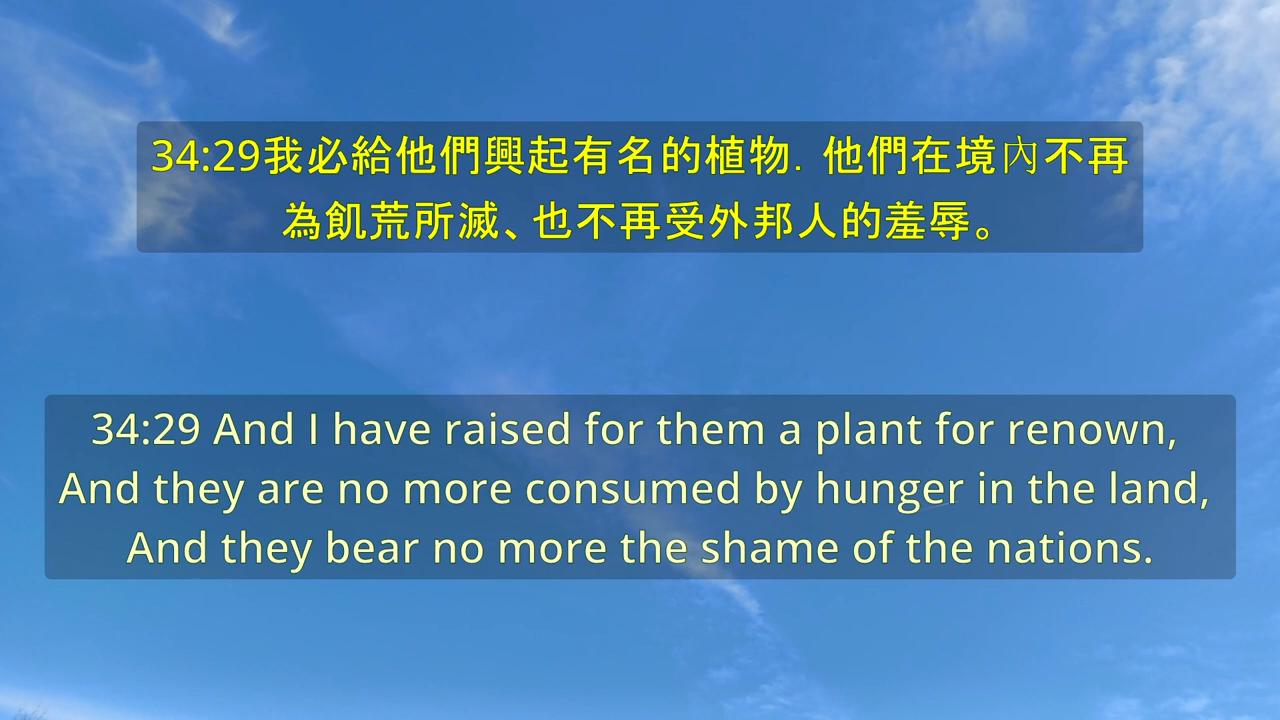 34:29我必給他們興起有名的植物．他們在境內不再
為飢荒所滅、也不再受外邦人的羞辱。
34:29 And I have raised for them a plant for renown,
And they are no more consumed by hunger in the land,
And they bear no more the shame of the nations.